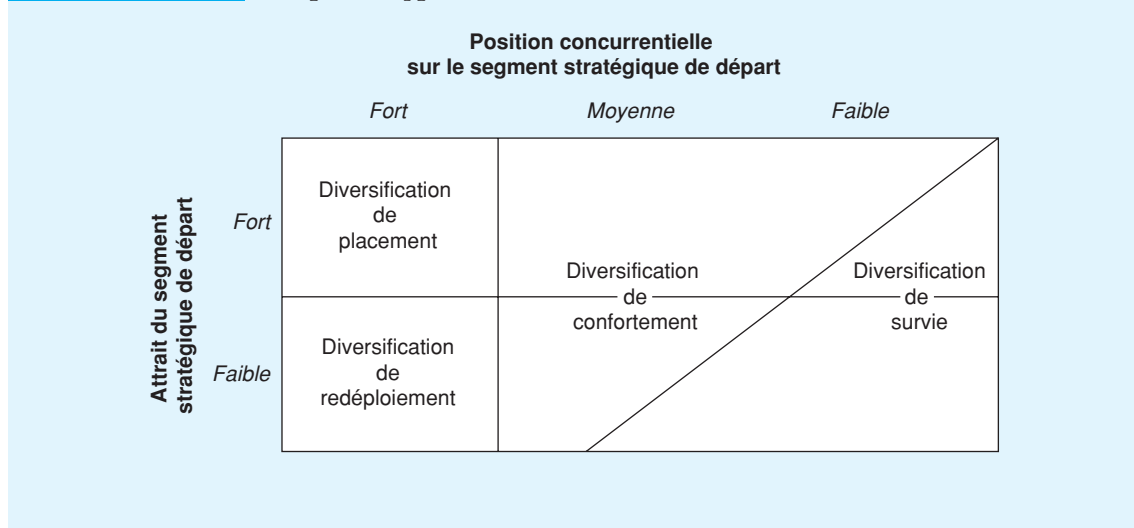 Position concurrentielle
sur le segment stratégique de départ
Fort
Moyenne
Faible
Attrait du segment
stratégique de départ
Fort
Diversification
de
placement
Diversification
de
confortement
Diversification
de
survie
Faible
Diversification
de
redéploiement